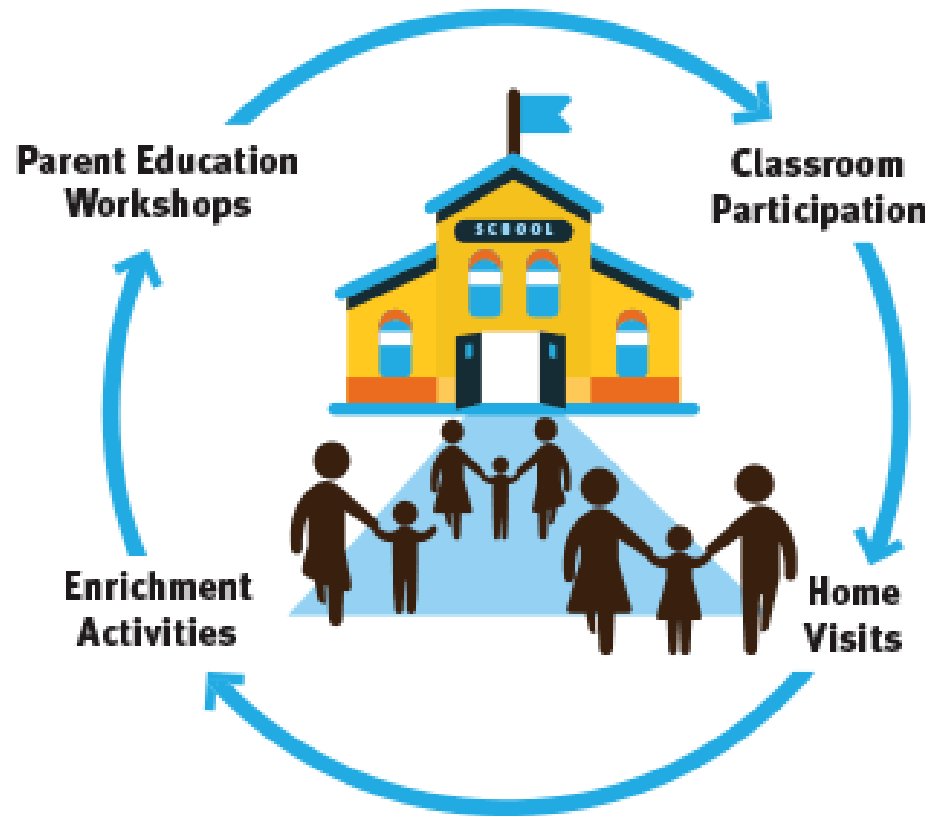 Parent Education
Workshops
Classroom
Participation
SCHOOL
Enrichment
Activities
Home
Visits